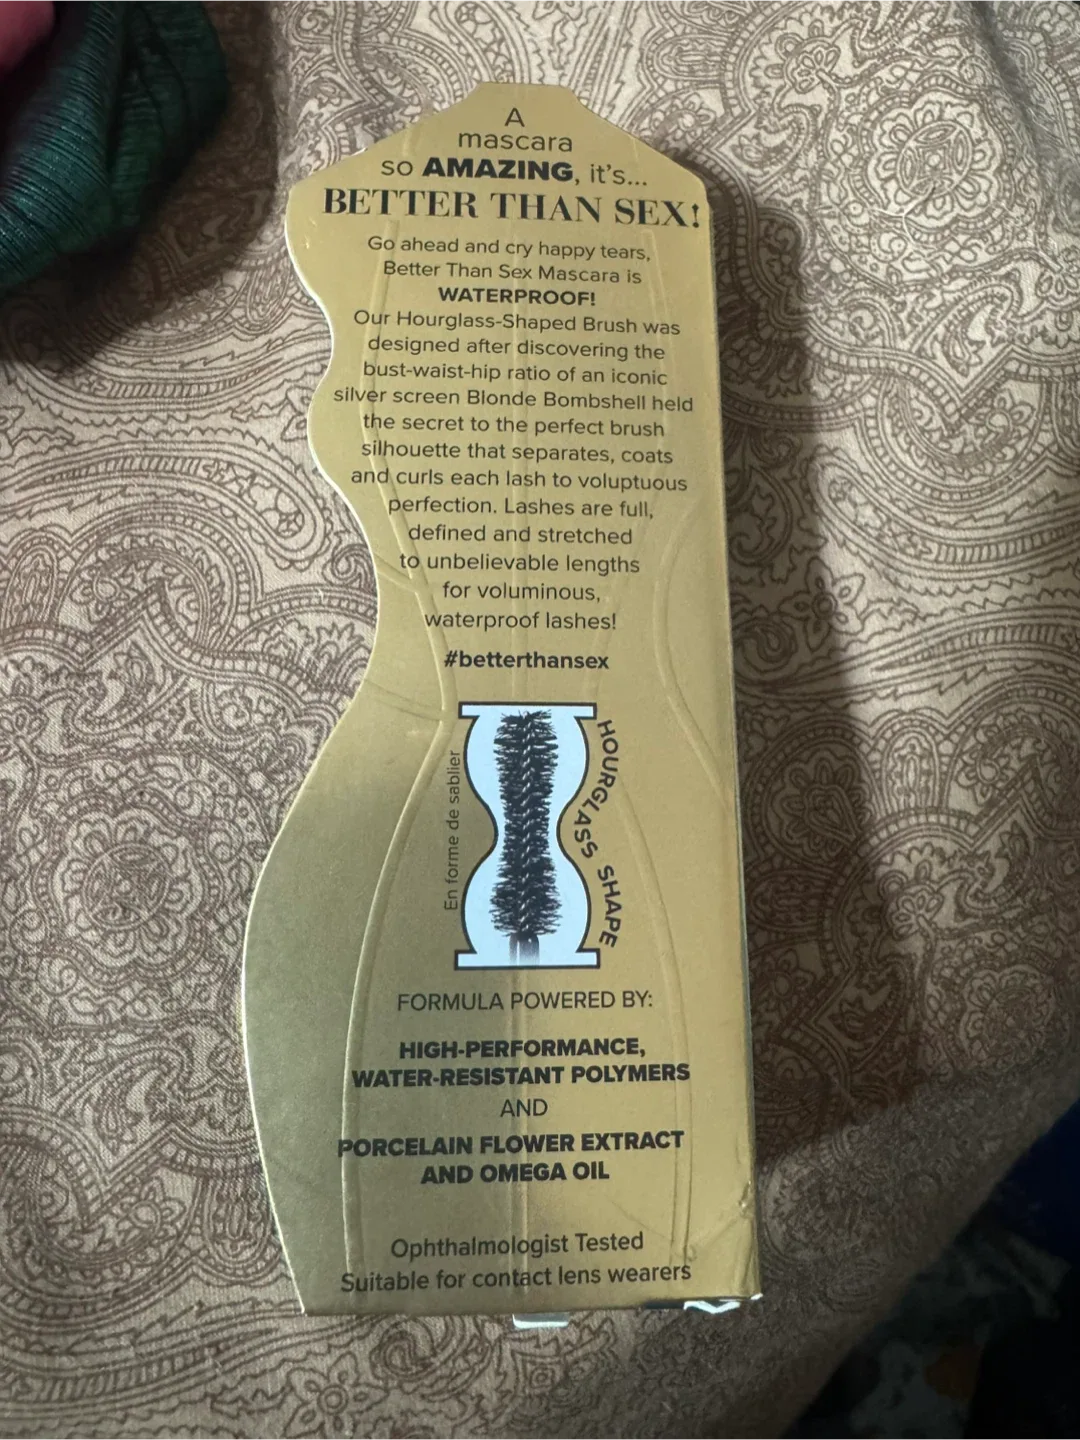 A
mascara
so AMAZING, it's...
BETTER THAN SEX!
Go ahead and cry happy tears,
Better Than Sex Mascara is
WATERPROOF!
Our Hourglass-Shaped Brush was
designed after discovering the
bust-waist-hip ratio of an iconic
silver screen Blonde Bombshell held
the secret to the perfect brush
silhouette that separates, coats
and curls each lash to voluptuous
perfection. Lashes are full,
defined and stretched
to unbelievable lengths
for voluminous,
waterproof lashes!
#betterthansex
En forme de sablier
HOURGLASS SHAPE
FORMULA POWERED BY:
HIGH-PERFORMANCE,
WATER-RESISTANT POLYMERS
AND
PORCELAIN FLOWER EXTRACT
AND OMEGA OIL
Ophthalmologist Tested
Suitable for contact lens wearers